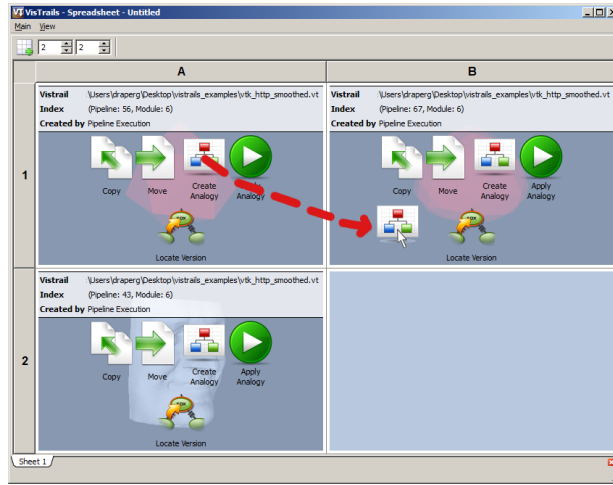 VisTrails - Spreadsheet - Untitled
Main View
2 2
A B
1
Vistrail \Users\draperg\Desktop\vistrails_examples\vtk_http_smoothed.vt
Index (Pipeline: 56, Module: 6)
Created by Pipeline Execution
Copy Move Create Analogy Apply Analogy
Locate Version
Vistrail \Users\draperg\Desktop\vistrails_examples\vtk_http_smoothed.vt
Index (Pipeline: 67, Module: 6)
Created by Pipeline Execution
Copy Move Create Analogy Apply Analogy
Locate Version
2
Vistrail \Users\draperg\Desktop\vistrails_examples\vtk_http_smoothed.vt
Index (Pipeline: 43, Module: 6)
Created by Pipeline Execution
Copy Move Create Analogy Apply Analogy
Locate Version
Sheet 1